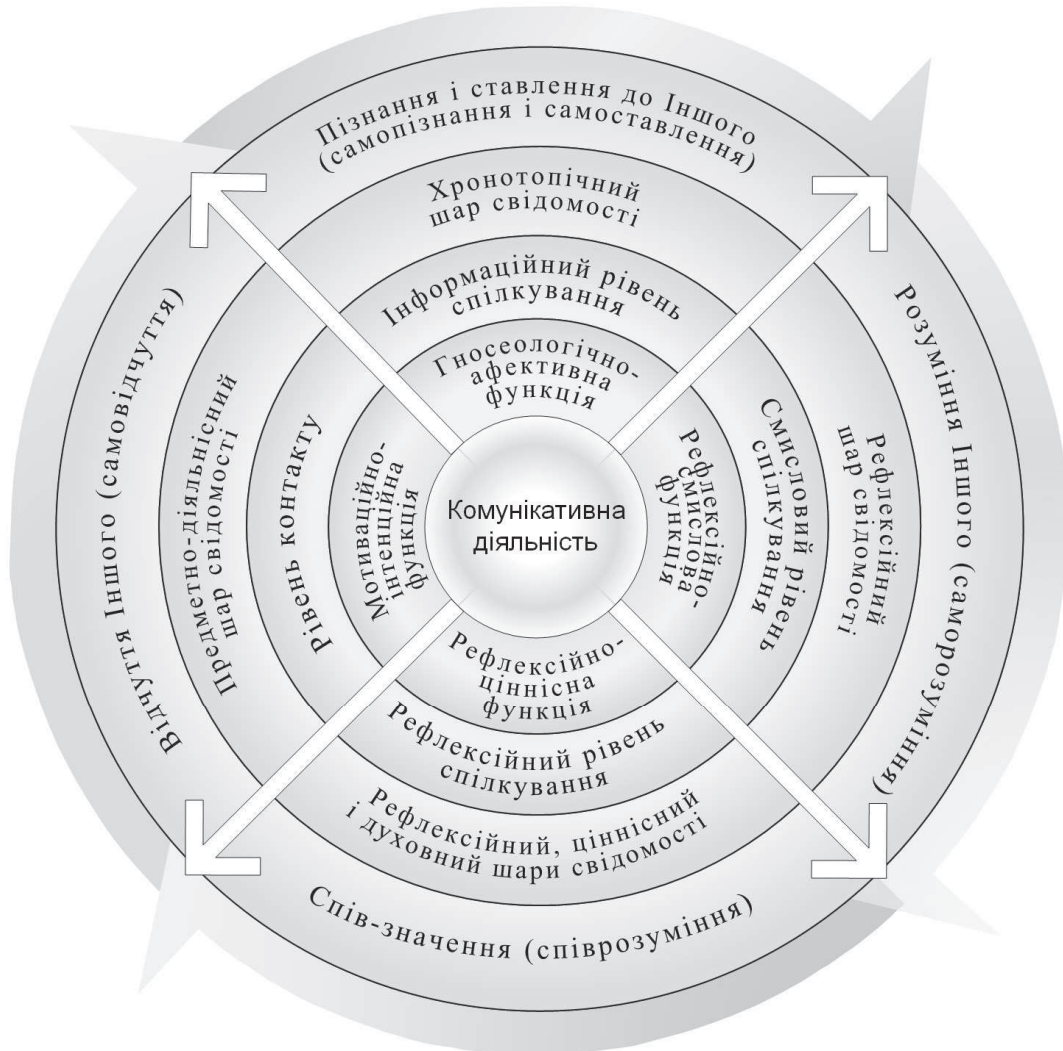 Пізнання і ставлення до Іншого
(самопізнання і самоставлення)
Хронотопічний
шар свідомості
Інформаційний рівень
спілкування
Гносеологічно-
афективна
функція
Відчуття Іншого (самовідчуття)
Предметно-діяльнісний
шар свідомості
Рівень контакту
Мотиваційно-
інтенційна
функція
Комунікативна
діяльність
Рефлексійно-
смислова
функція
Смисловий рівень
спілкування
Рефлексійний
шар свідомості
Розуміння Іншого (саморозуміння)
Рефлексійно-
ціннісна
функція
Рефлексійний рівень
спілкування
Рефлексійний, ціннісний
і духовний шари свідомості
Спів-значення (співрозуміння)